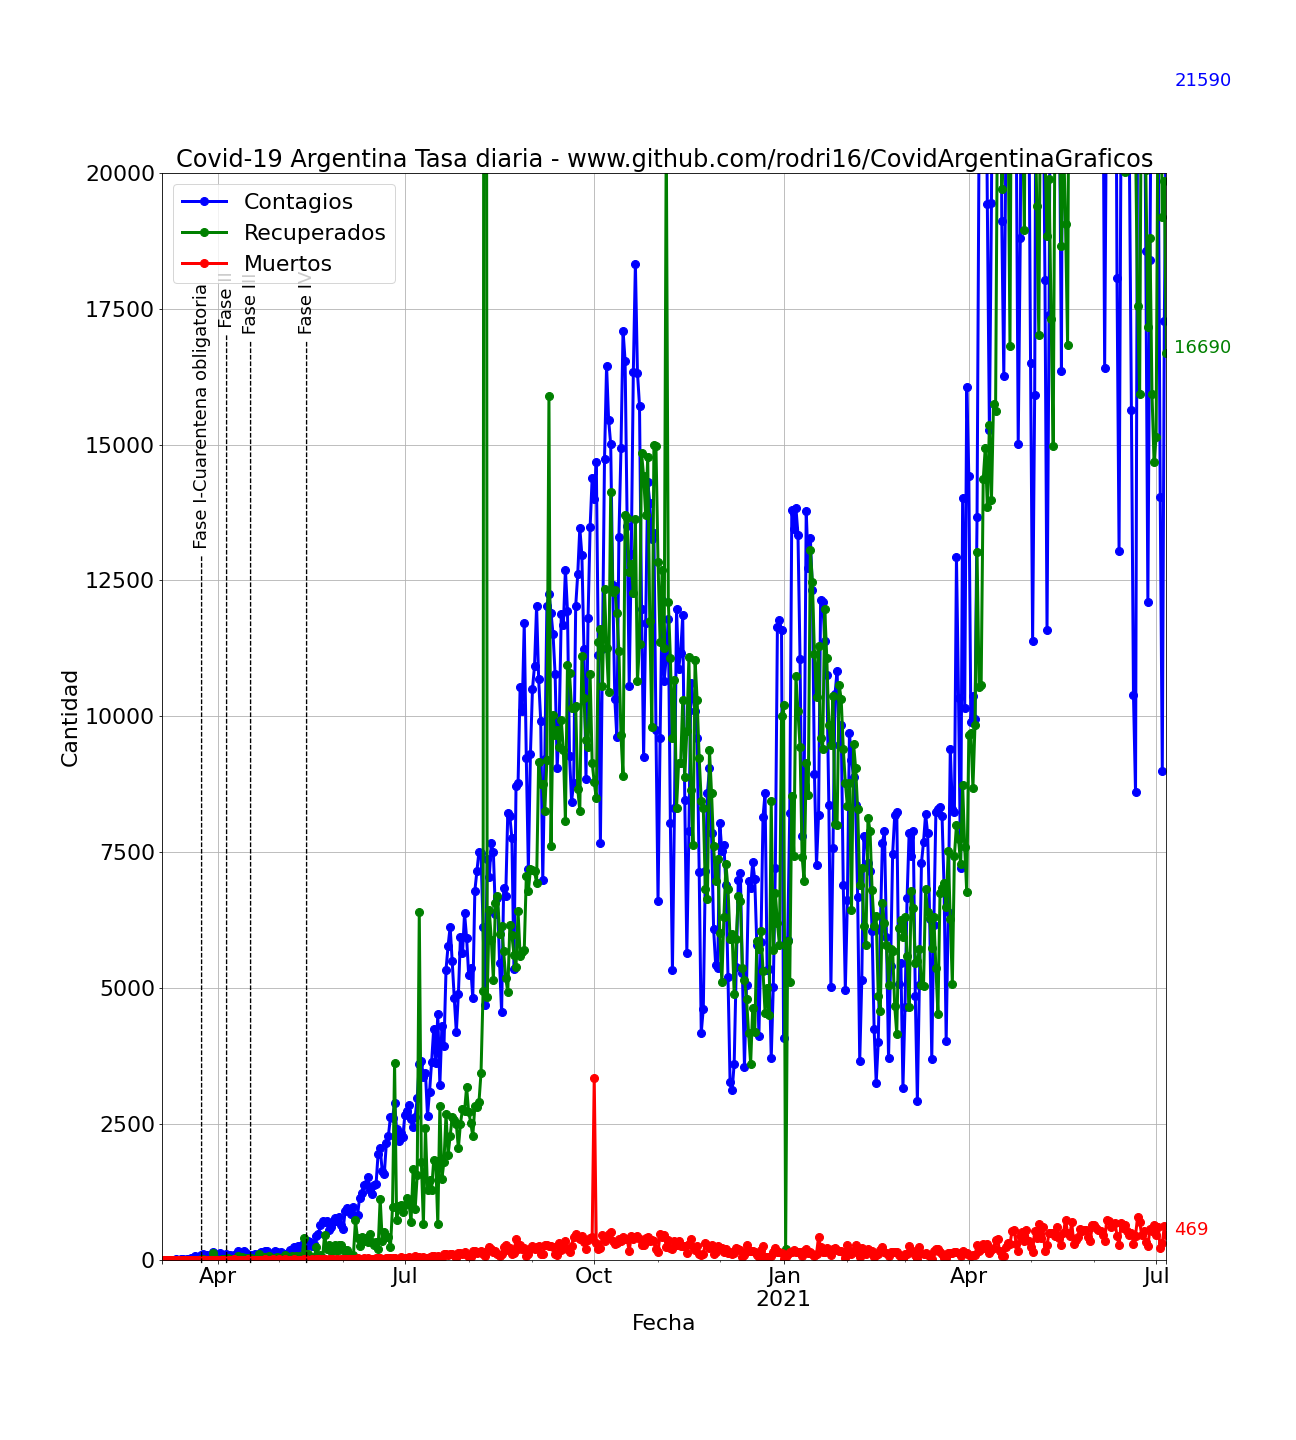 21590
Covid-19 Argentina Tasa diaria - www.github.com/rodri16/CovidArgentinaGraficos
20000
17500
15000
12500
10000
7500
5000
2500
0
Cantidad
Contagios
Recuperados
Muertos
Fase I-Cuarentena obligatoria
Fase II
Fase III
Fase IV
16690
469
Apr
Jul
Oct
Jan
2021
Apr
Jul
Fecha